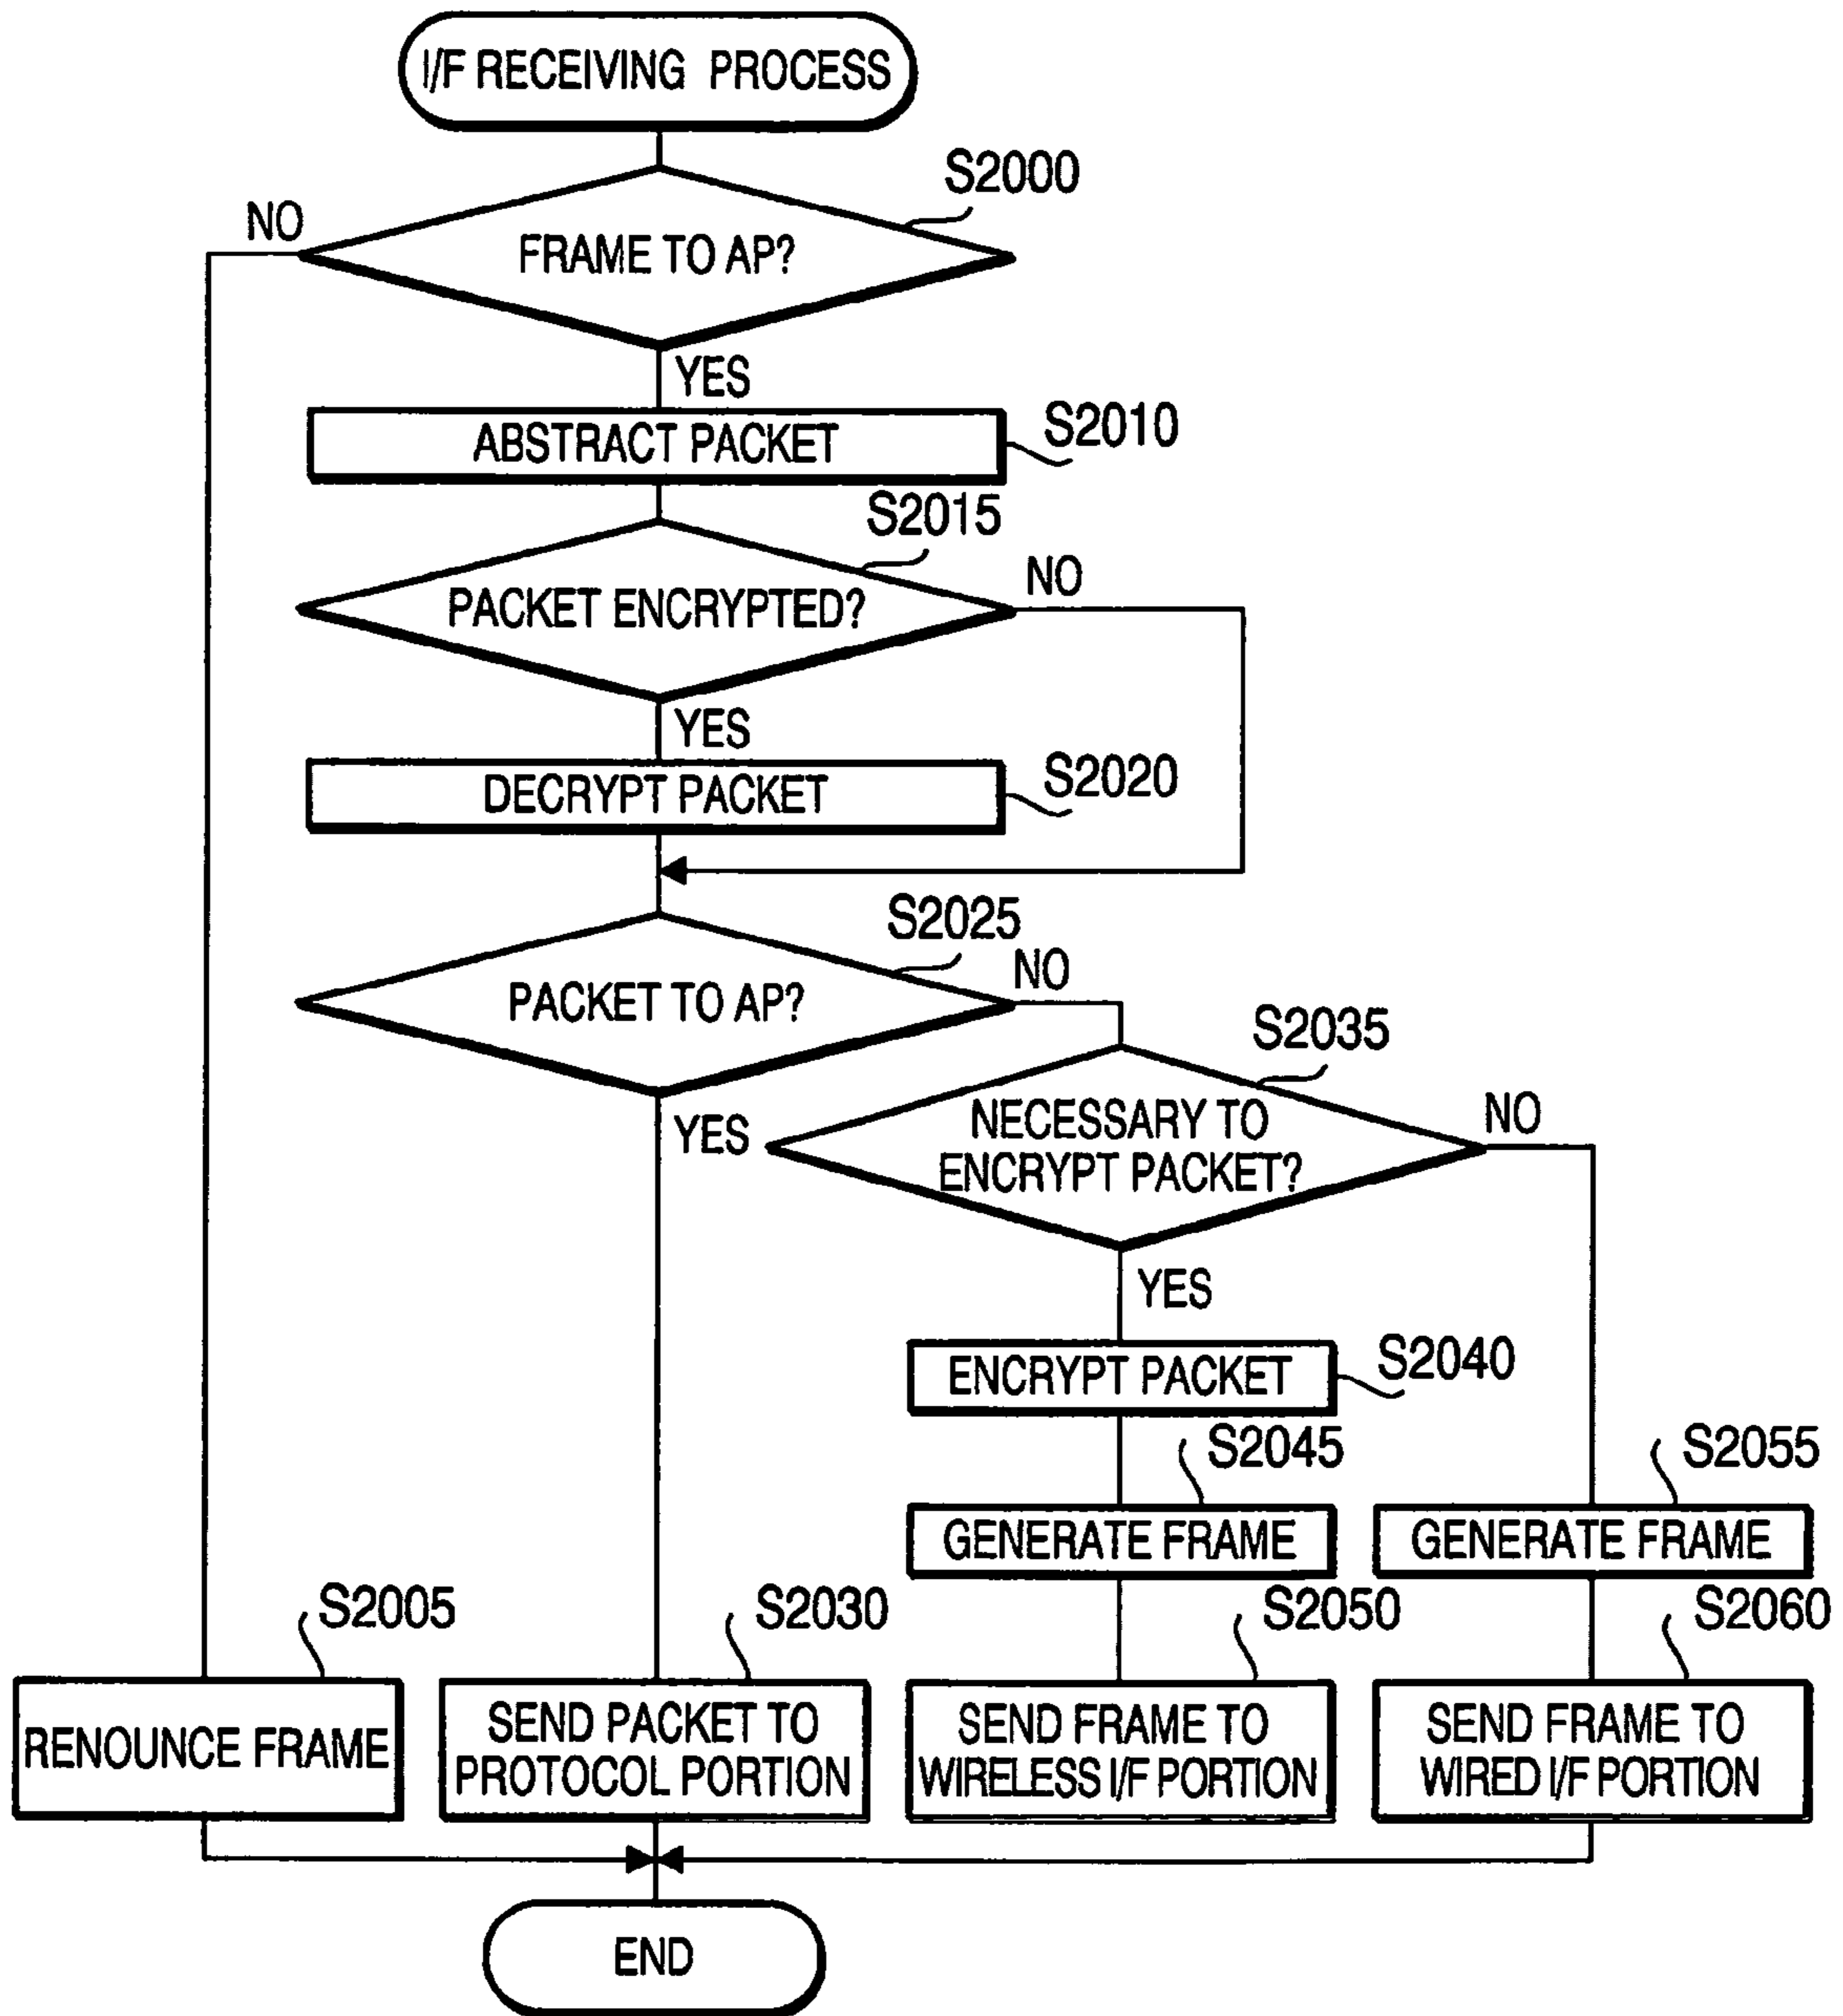 I/F RECEIVING PROCESS
S2000
NO
FRAME TO AP?
YES
ABSTRACT PACKET
S2010
S2015
NO
PACKET ENCRYPTED?
YES
DECRYPT PACKET
S2020
S2025
NO
PACKET TO AP?
S2035
YES
NECESSARY TO
ENCRYPT PACKET?
NO
YES
ENCRYPT PACKET
S2040
S2045
S2055
GENERATE FRAME
GENERATE FRAME
S2005
S2030
S2050
S2060
RENOUNCE FRAME
SEND PACKET TO
PROTOCOL PORTION
SEND FRAME TO
WIRELESS I/F PORTION
SEND FRAME TO
WIRED I/F PORTION
END